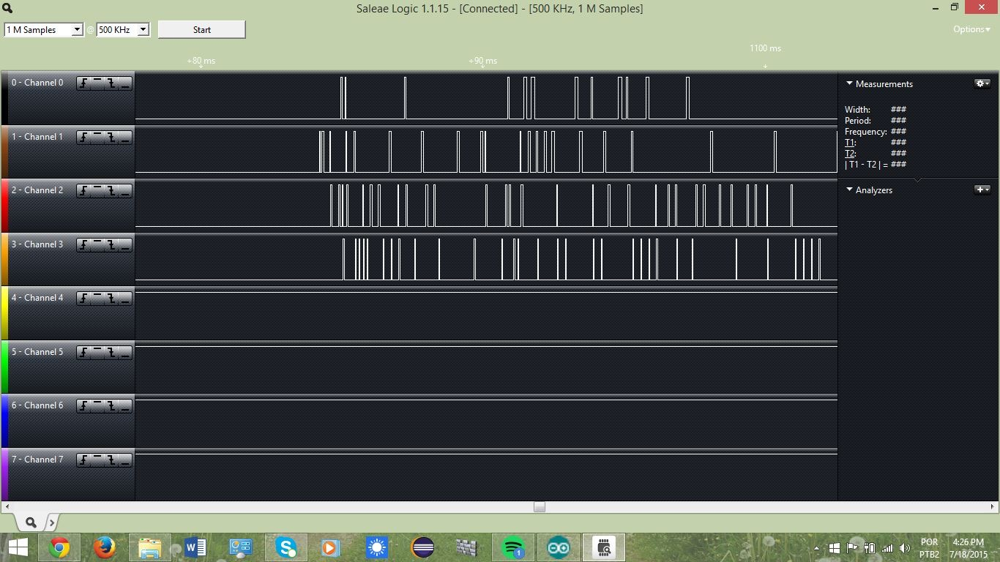 Saleae Logic 1.1.15 - [Connected] - [500 KHz, 1 M Samples]
1 M Samples @ 500 KHz Start Options
+80 ms +90 ms 1100 ms
0 - Channel 0
1 - Channel 1
2 - Channel 2
3 - Channel 3
4 - Channel 4
5 - Channel 5
6 - Channel 6
7 - Channel 7
Measurements
Width: ###
Period: ###
Frequency: ###
T1: ###
T2: ###
| T1 - T2 | = ###
Analyzers
W S 1
POR 4:26 PM
PTB2 7/18/2015